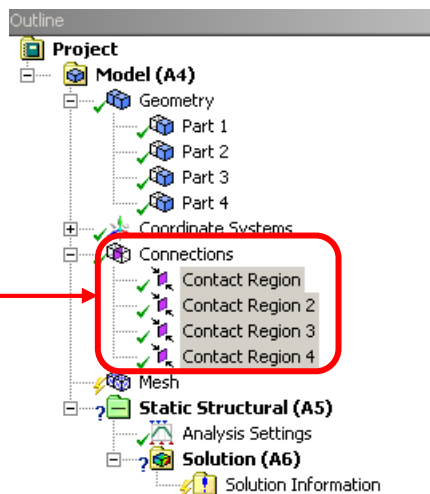 Outline
Project
Model (A4)
Geometry
Part 1
Part 2
Part 3
Part 4
Coordinate Systems
Connections
Contact Region
Contact Region 2
Contact Region 3
Contact Region 4
Mesh
Static Structural (A5)
Analysis Settings
Solution (A6)
Solution Information